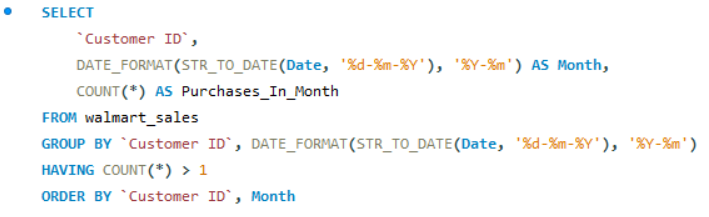 SELECT
`Customer ID`,
DATE_FORMAT(STR_TO_DATE(Date, '%d-%m-%Y'), '%Y-%m') AS Month,
COUNT(*) AS Purchases_In_Month
FROM walmart_sales
GROUP BY `Customer ID`, DATE_FORMAT(STR_TO_DATE(Date, '%d-%m-%Y'), '%Y-%m')
HAVING COUNT(*) > 1
ORDER BY `Customer ID`, Month